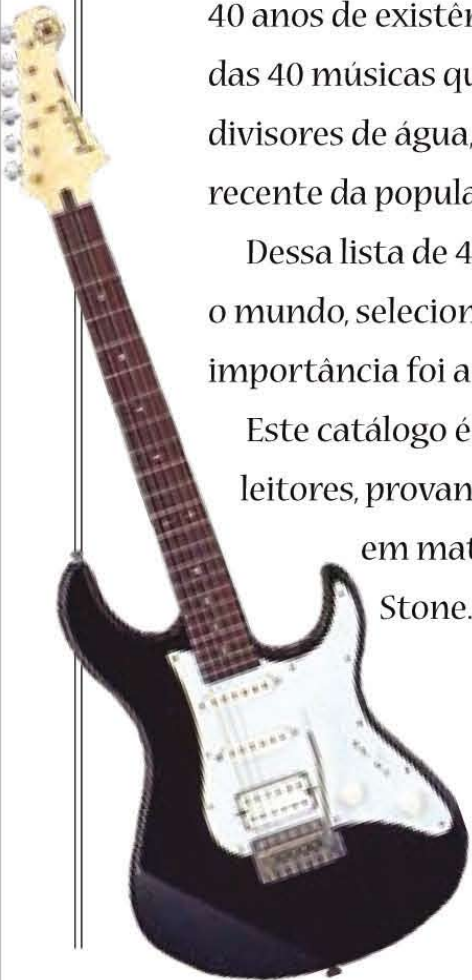 40 anos de existên
das 40 músicas qu
divisores de água,
recente da popula
Dessa lista de 4
o mundo, selecion
importância foi a
Este catálogo é
leitores, provan
em mat
Stone.